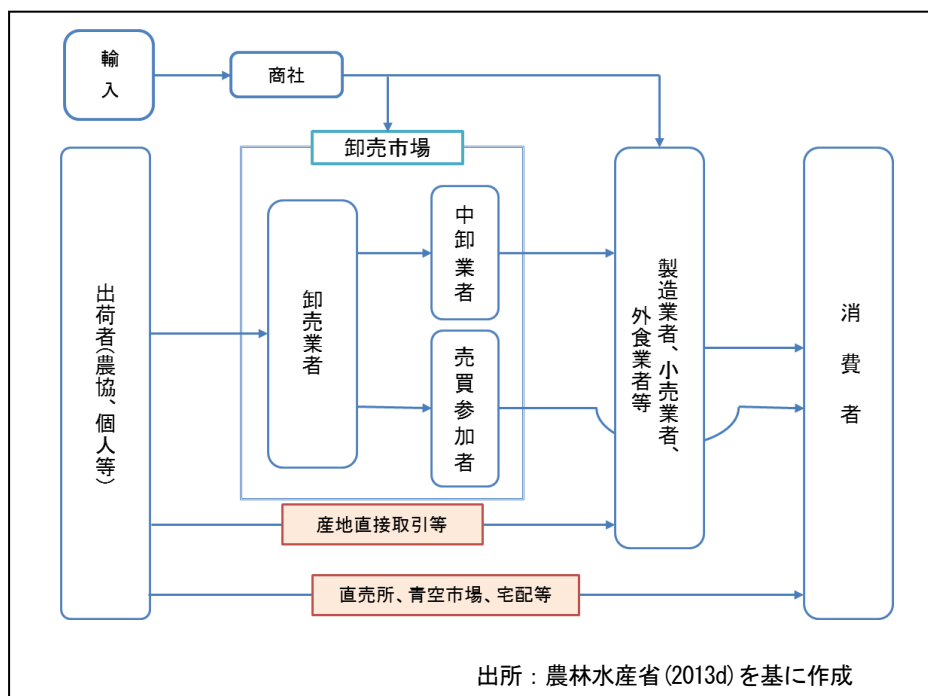 輸
入
商社
卸売市場
出荷者(農協、個人等)
卸売業者
中卸業者
売買参加者
製造業者、小売業者、
外食業者等
消費者
産地直接取引等
直売所、青空市場、宅配等
出所：農林水産省(2013d)を基に作成